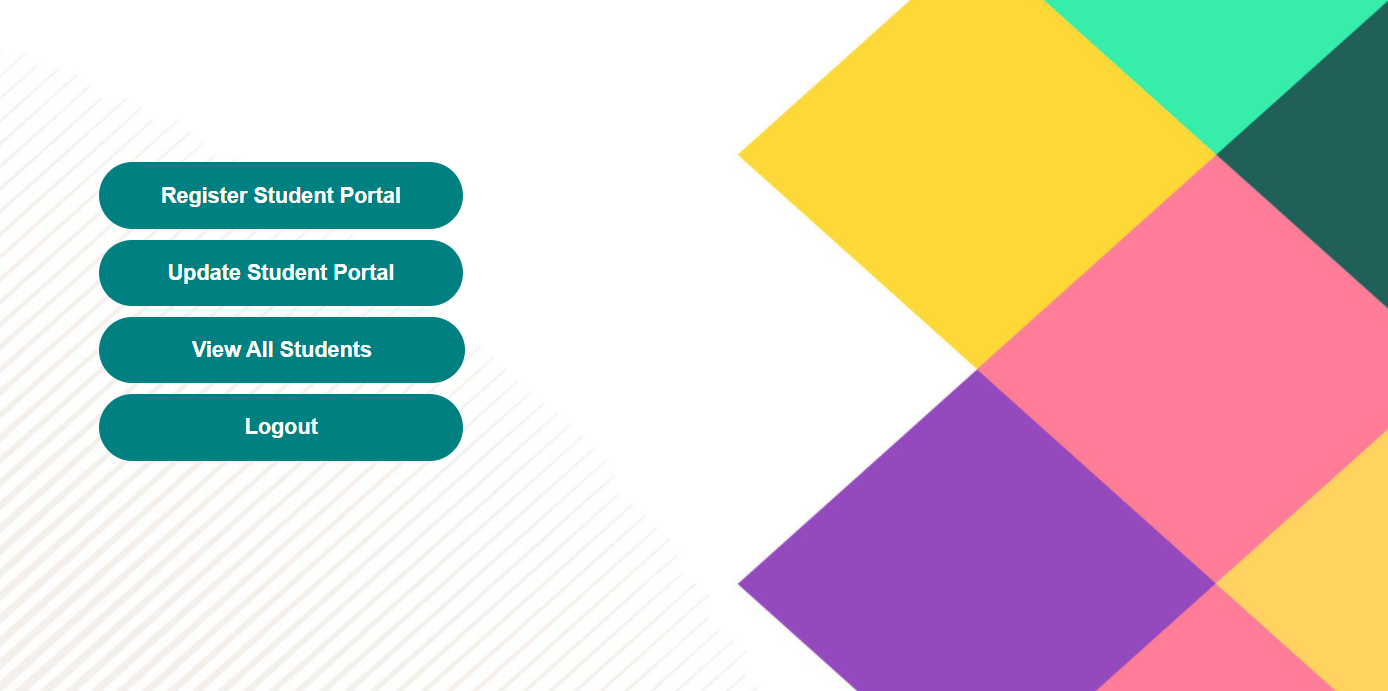 Register Student Portal
Update Student Portal
View All Students
Logout